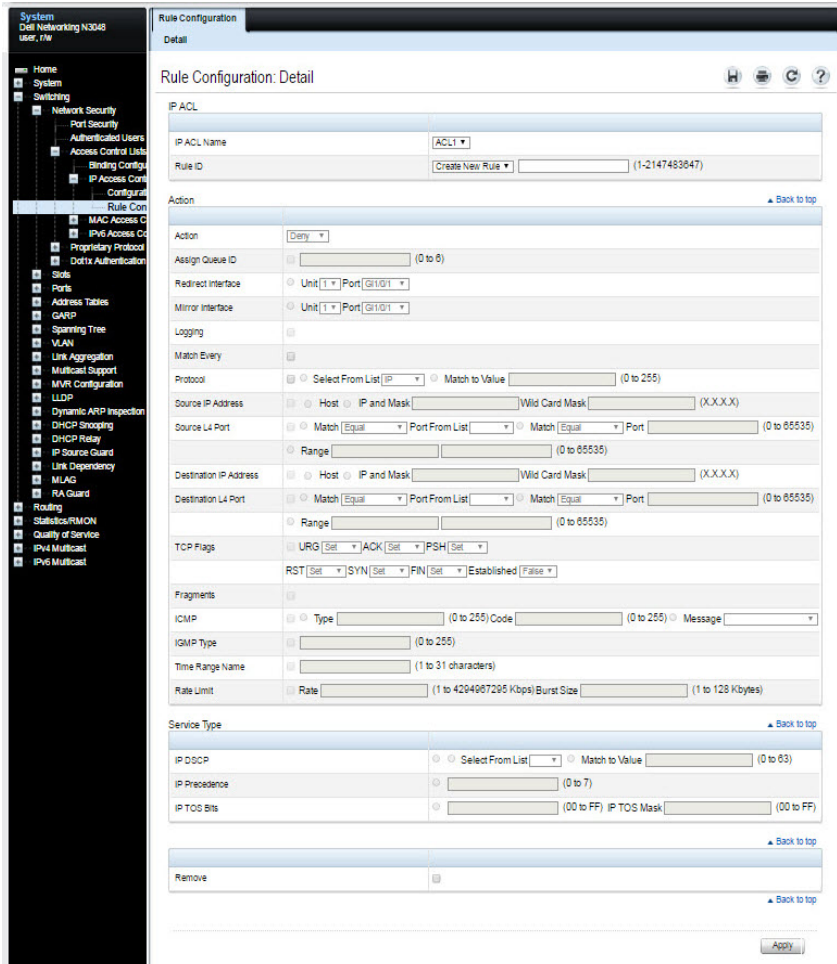 System
Dell Networking N3048
user, r/w
Home
System
Switching
Network Security
Port Security
Authenticated Users
Access Control Lists
Binding Configu
IP Access Cont
Configurat
Rule Con
MAC Access C
IPv6 Access Co
Proprietary Protocol
Dot1x Authentication
Slots
Ports
Address Tables
GARP
Spanning Tree
VLAN
Link Aggregation
Multicast Support
MVR Configuration
LLDP
Dynamic ARP Inspection
DHCP Snooping
DHCP Relay
IP Source Guard
Link Dependency
MLAG
RA Guard
Routing
Statistics/RMON
Quality of Service
IPv4 Multicast
IPv6 Multicast
Rule Configuration
Detail
Rule Configuration: Detail
H C ?
IP ACL
IP ACL Name ACL1
Rule ID Create New Rule (1-2147483647)
Action Back to top
Action Deny
Assign Queue ID (0 to 6)
Redirect Interface Unit 1 Port Gi1/0/1
Mirror Interface Unit 1 Port Gi1/0/1
Logging
Match Every
Protocol Select From List IP Match to Value (0 to 255)
Source IP Address Host IP and Mask Wild Card Mask (X.X.X.X)
Source L4 Port Match Equal Port From List Match Equal Port (0 to 65535)
Range (0 to 65535)
Destination IP Address Host IP and Mask Wild Card Mask (X.X.X.X)
Destination L4 Port Match Equal Port From List Match Equal Port (0 to 65535)
Range (0 to 65535)
TCP Flags URG Set ACK Set PSH Set
RST Set SYN Set FIN Set Established False
Fragments
ICMP Type (0 to 255) Code (0 to 255) Message
IGMP Type (0 to 255)
Time Range Name (1 to 31 characters)
Rate Limit Rate (1 to 4294967295 Kbps) Burst Size (1 to 128 Kbytes)
Service Type Back to top
IP DSCP Select From List Match to Value (0 to 63)
IP Precedence (0 to 7)
IP TOS Bits (00 to FF) IP TOS Mask (00 to FF)
Back to top
Remove
Back to top
Apply